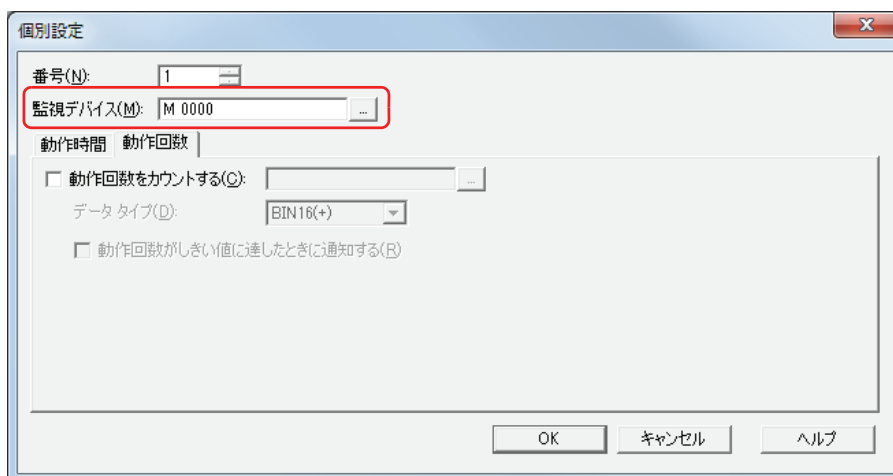 個別設定
番号(N): 1
監視デバイス(M): M 0000 ...
動作時間 動作回数
動作回数をカウントする(C): ...
データ タイプ(D): BIN16(+)
動作回数がしきい値に達したときに通知する(R)
OK キャンセル ヘルプ